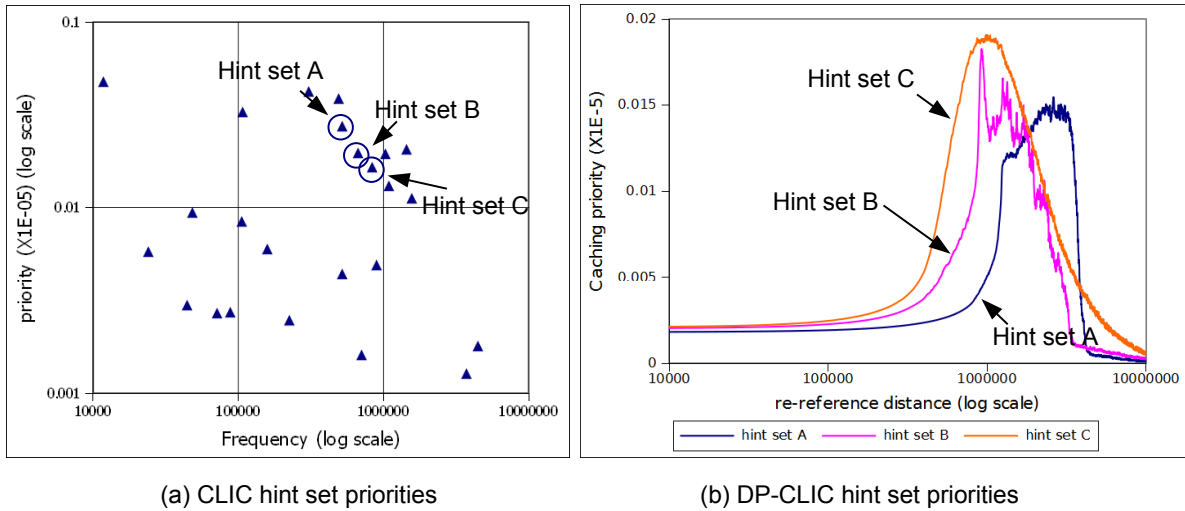 0.1
0.01
0.001
priority (X1E-05) (log scale)
Hint set A
Hint set B
Hint set C
10000
100000
1000000
10000000
Frequency (log scale)
(a) CLIC hint set priorities
0.02
0.015
0.01
0.005
0
Caching priority (X1E-5)
Hint set C
Hint set B
Hint set A
10000
100000
1000000
10000000
re-reference distance (log scale)
hint set A
hint set B
hint set C
(b) DP-CLIC hint set priorities